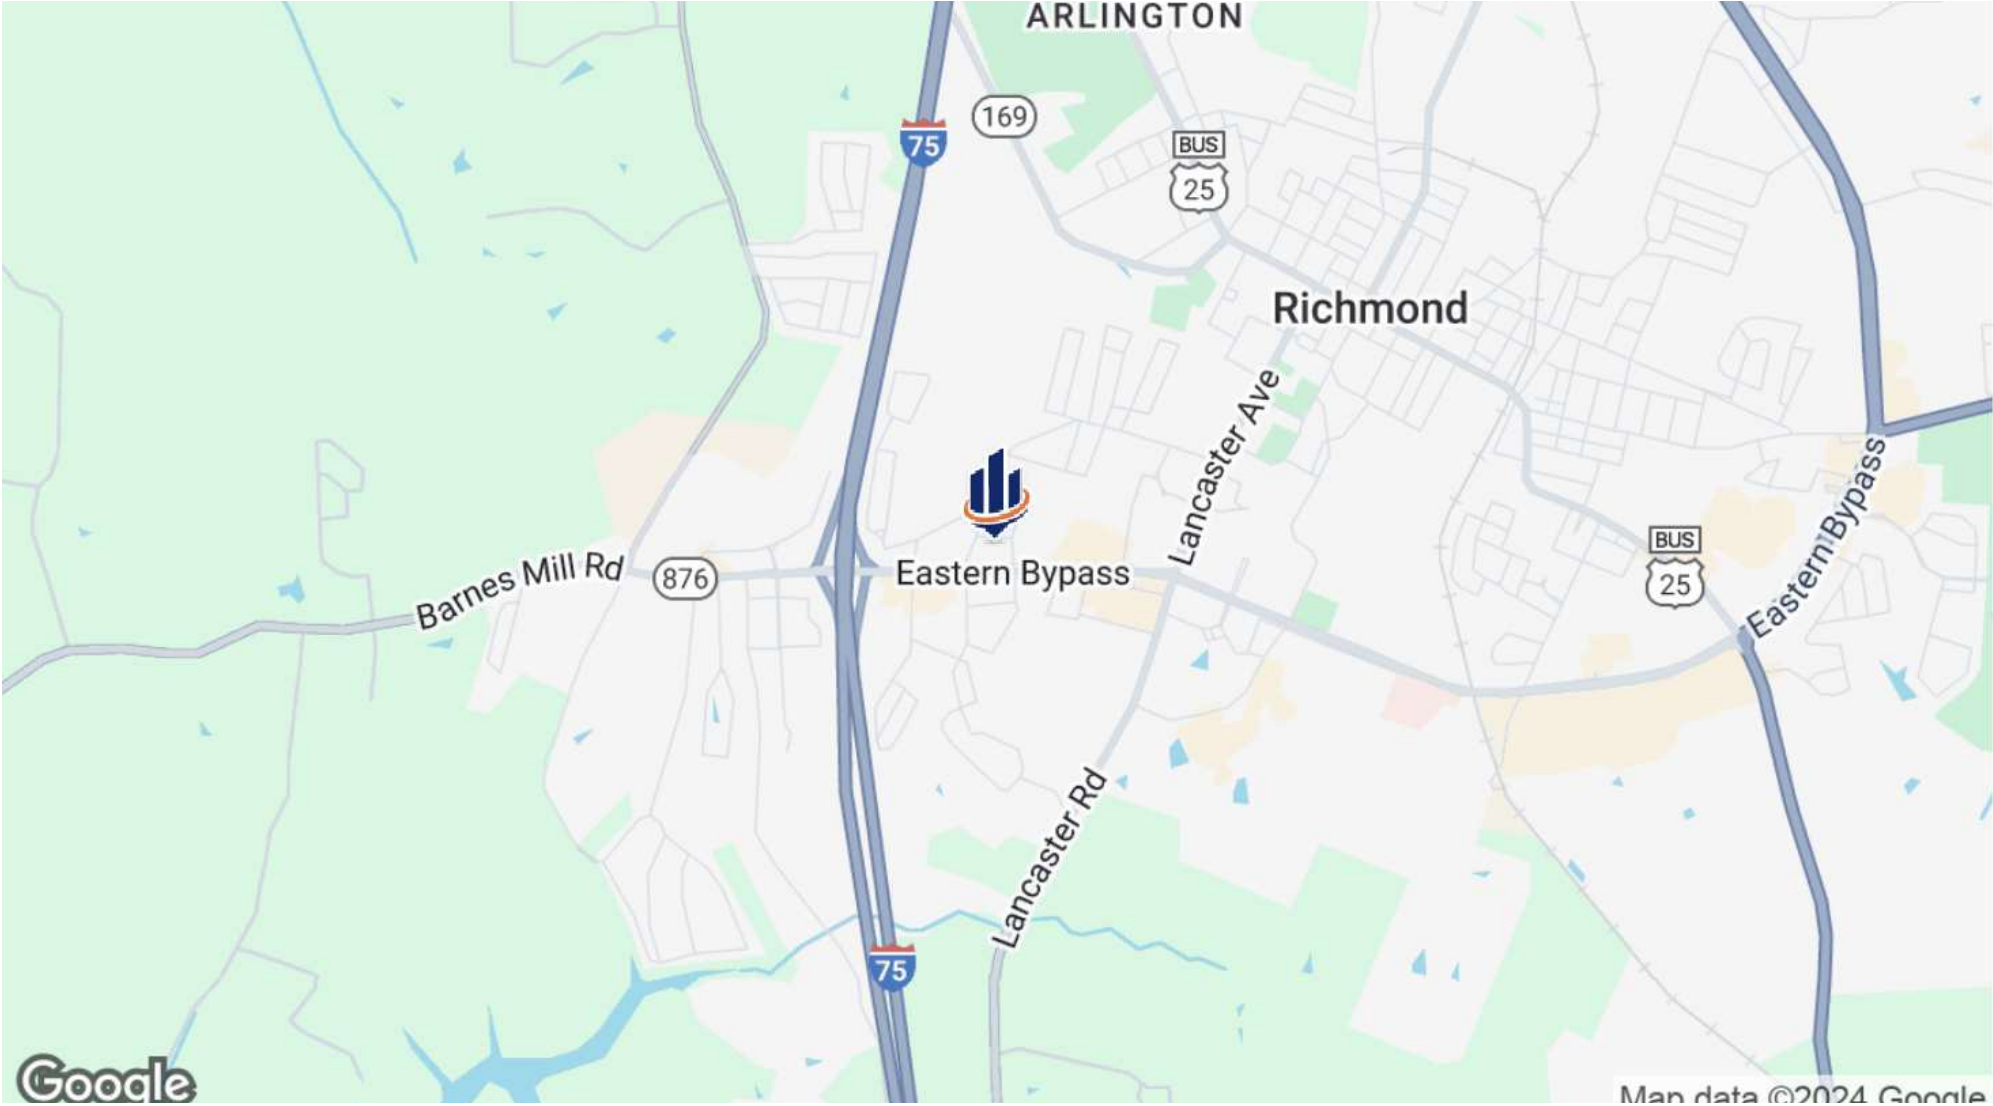 ARLINGTON
169
75
BUS
25
Richmond
Lancaster Ave
Eastern Bypass
BUS
25
Barnes Mill Rd
876
Eastern Bypass
Lancaster Rd
75
Google
Map data ©2024 Google